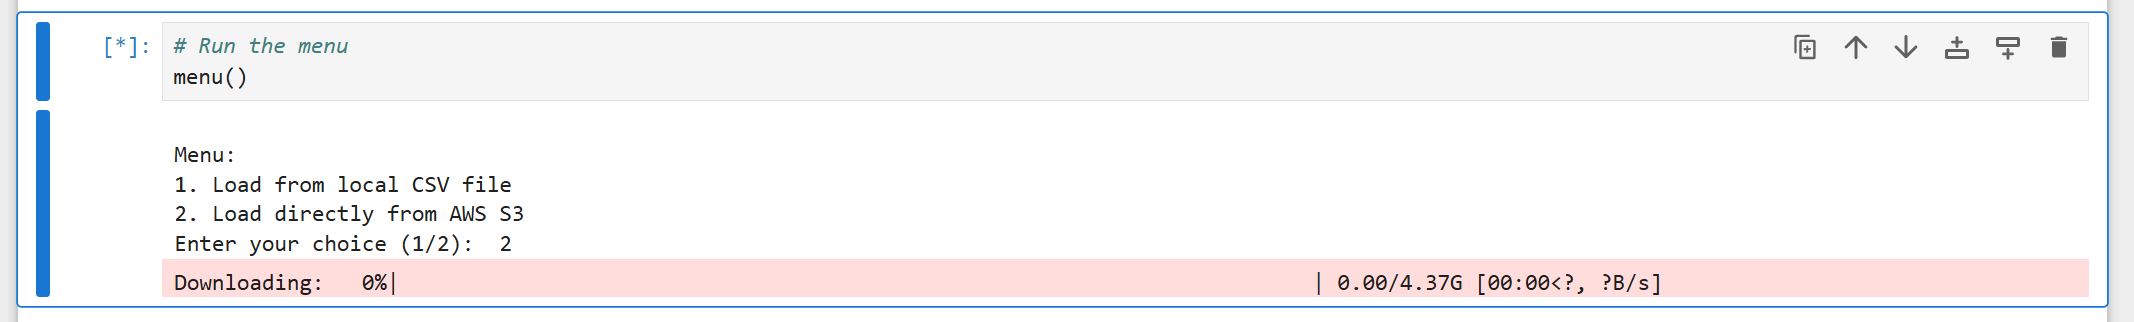 [*]: # Run the menu
menu()
Menu:
1. Load from local CSV file
2. Load directly from AWS S3
Enter your choice (1/2):  2
Downloading:   0%|                                                                          | 0.00/4.37G [00:00<?, ?B/s]